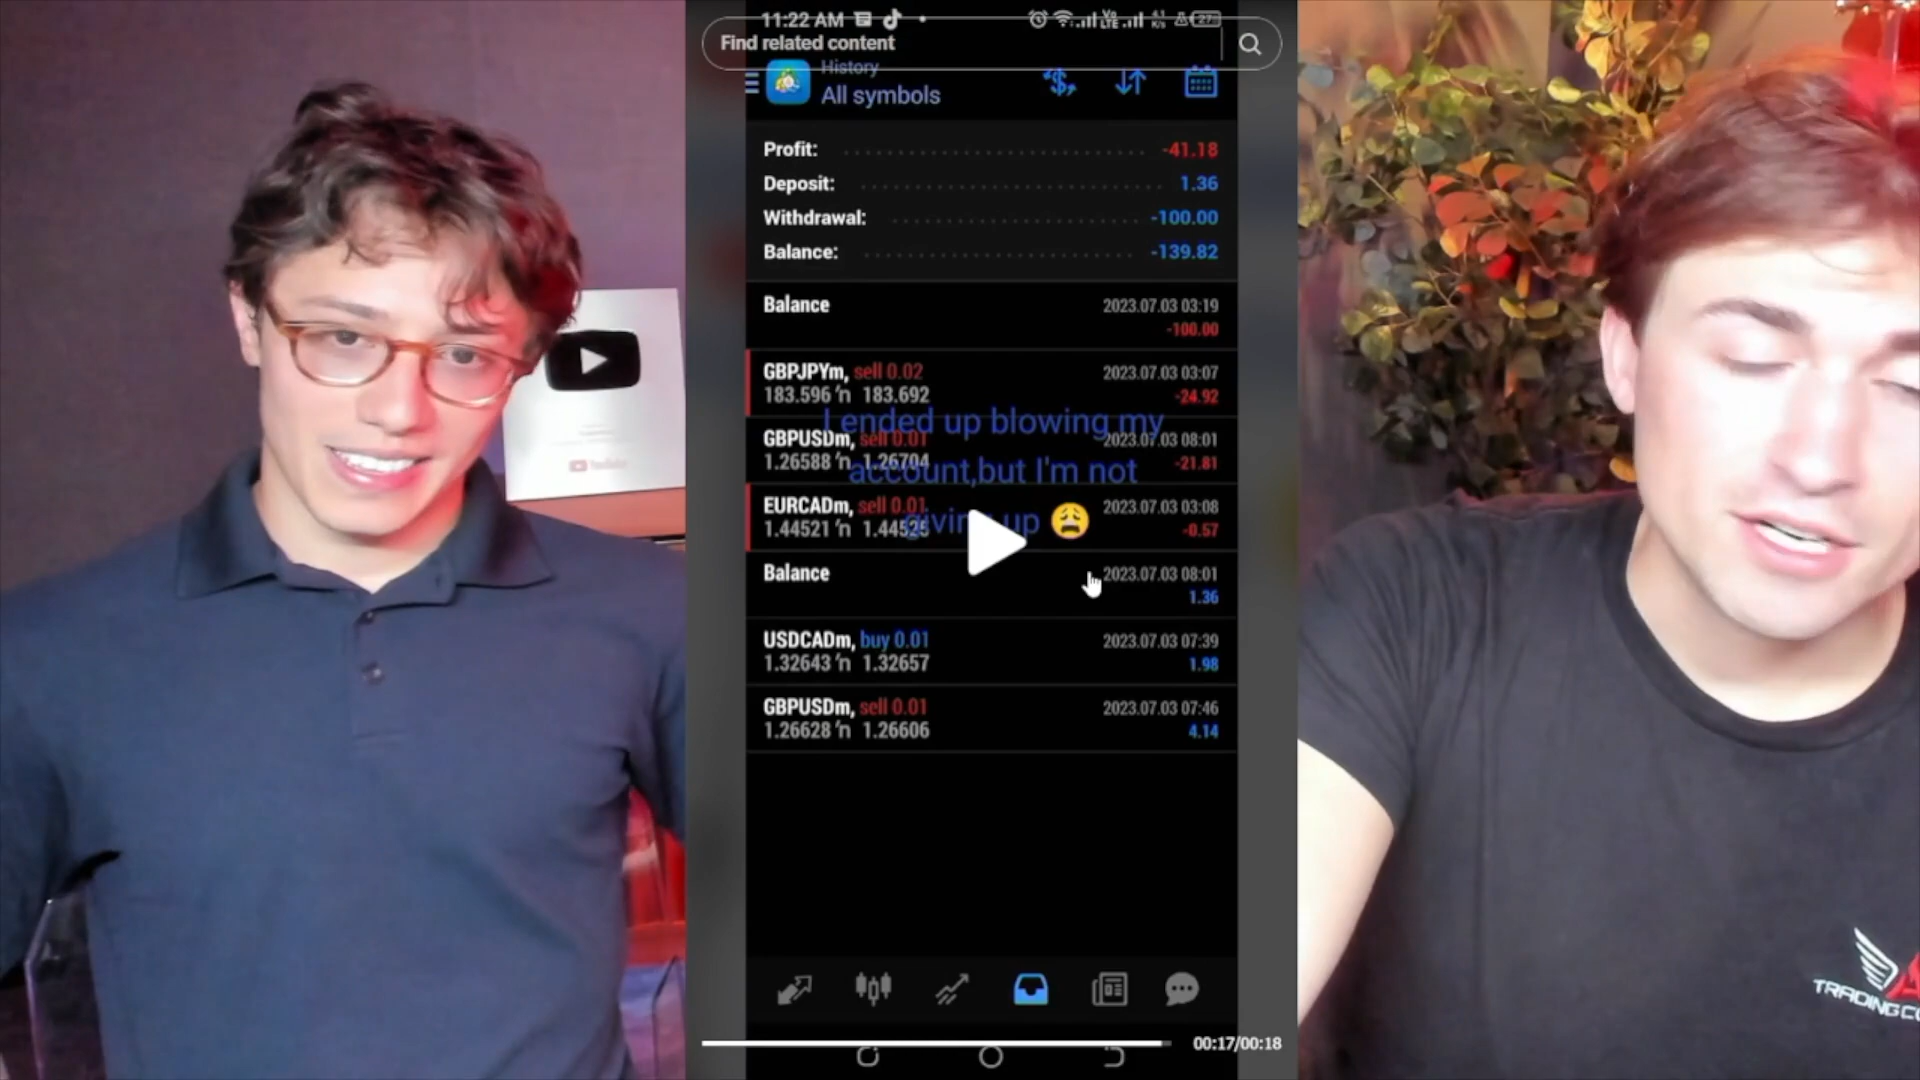 11:22 AM
Find related content
History
All symbols
Profit: -41.18
Deposit: 1.36
Withdrawal: -100.00
Balance: -139.82
Balance 2023.07.03 03:19
-100.00
GBPJPYm, sell 0.02 2023.07.03 03:07
183.596 183.692 -24.92
I ended up blowing my
GBPUSDm, sell 0.01 2023.07.03 08:01
1.26588 1.26704 -21.81
account,but I'm not
EURCADm, sell 0.01 2023.07.03 03:08
1.44521 1.44525 -0.57
giving up 😩
Balance 2023.07.03 08:01
1.36
USDCADm, buy 0.01 2023.07.03 07:39
1.32643 1.32657 1.98
GBPUSDm, sell 0.01 2023.07.03 07:46
1.26628 1.26606 4.14
00:17/00:18
TRADING